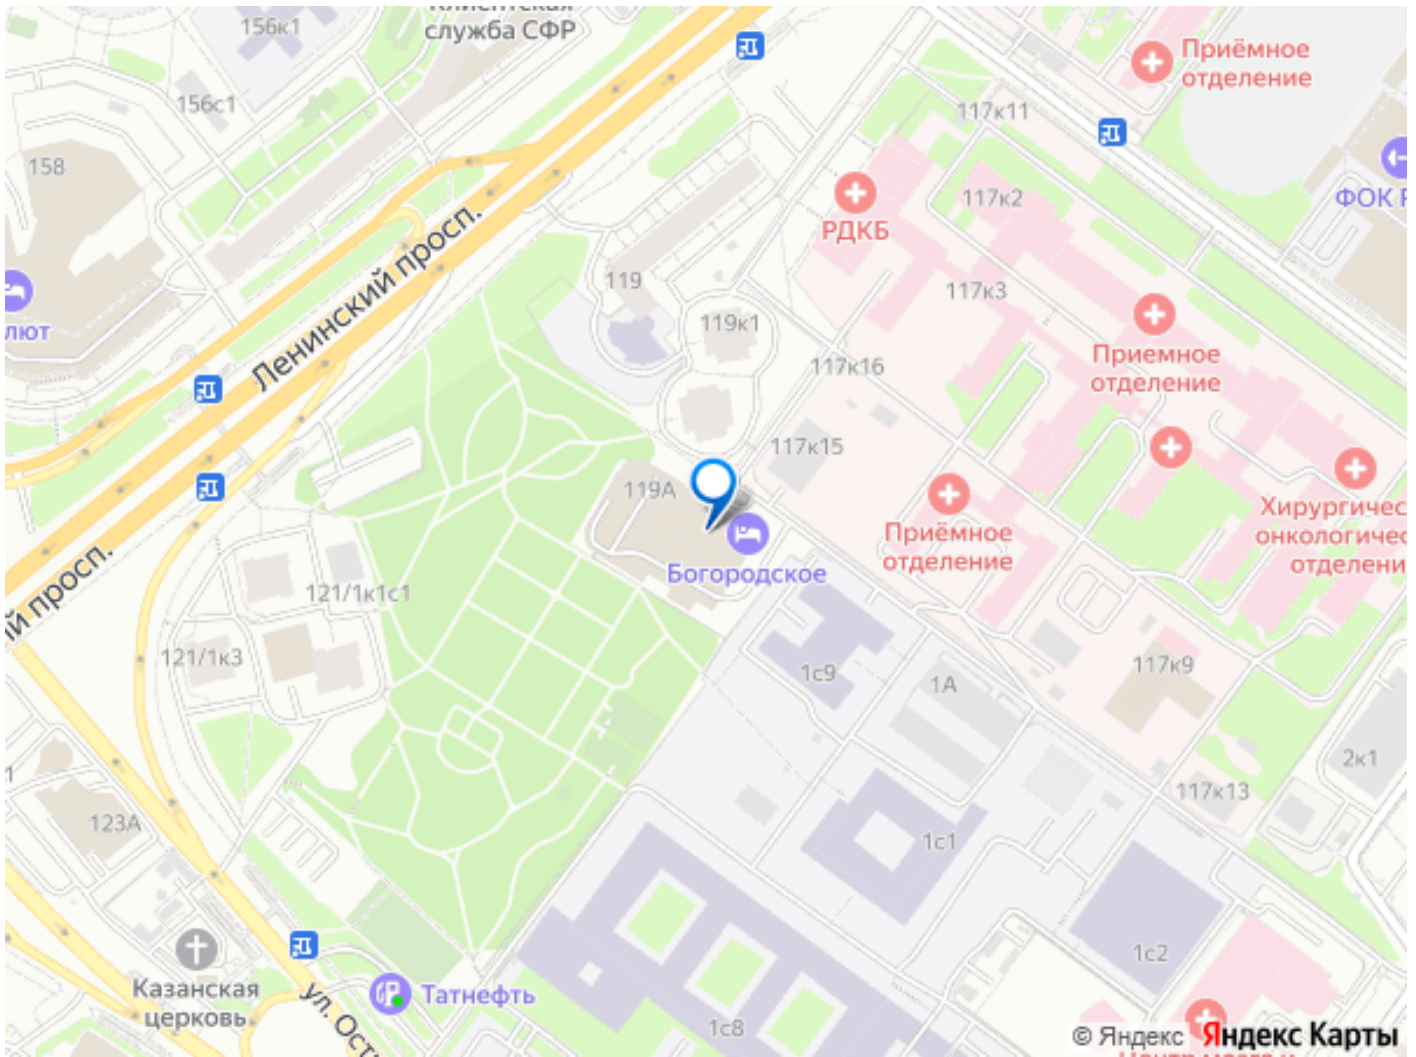 156к1
служба СФР
Приёмное
отделение
156с1
117к11
158
ФОК
РДКБ
117к2
Ленинский просп.
119
117к3
119к1
лют
Приемное
отделение
117к16
117к15
119А
Приёмное
отделение
Хирургичес
онкологичес
отделени
Богородское
121/1к1с1
й просп.
121/1к3
1с9
1А
117к9
2к1
117к13
123А
1с1
1с2
Казанская
церковь
Татнефть
ул. Ост
1с8
© Яндекс Яндекс Карты